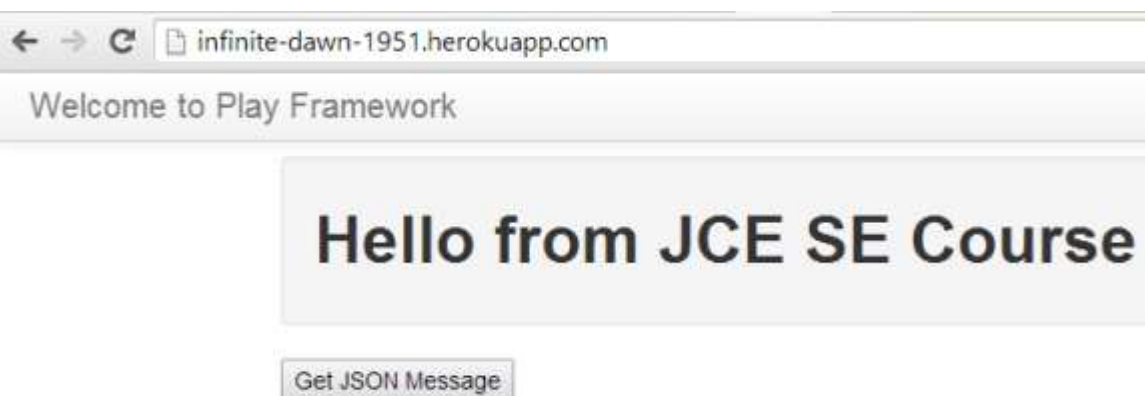 infinite-dawn-1951.herokuapp.com
Welcome to Play Framework
Hello from JCE SE Course
Get JSON Message